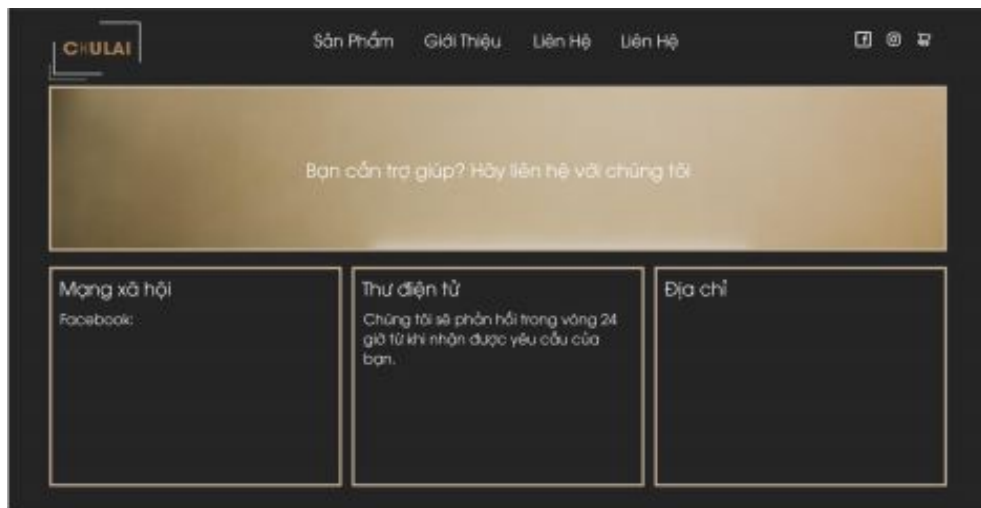 CHULAI
Sản Phẩm Giới Thiệu Liên Hệ Liên Hệ
Bạn cần trợ giúp? Hãy liên hệ với chúng tôi
Mạng xã hội
Facebook:
Thư điện tử
Chúng tôi sẽ phản hồi trong vòng 24
giờ từ khi nhận được yêu cầu của
bạn.
Địa chỉ